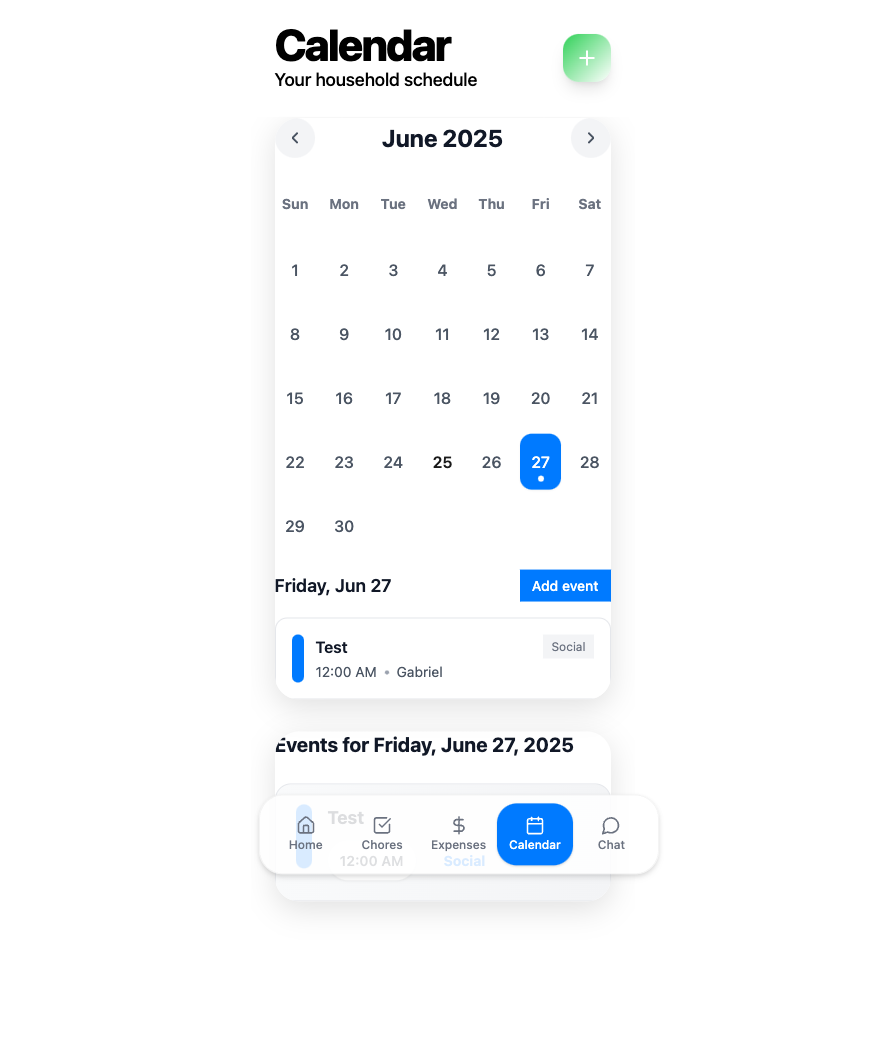 Calendar
Your household schedule
June 2025
Sun Mon Tue Wed Thu Fri Sat
1 2 3 4 5 6 7
8 9 10 11 12 13 14
15 16 17 18 19 20 21
22 23 24 25 26 27 28
29 30
Friday, Jun 27 Add event
Test Social
12:00 AM • Gabriel
Events for Friday, June 27, 2025
Test
Home Chores Expenses Calendar Chat
12:00 AM Social